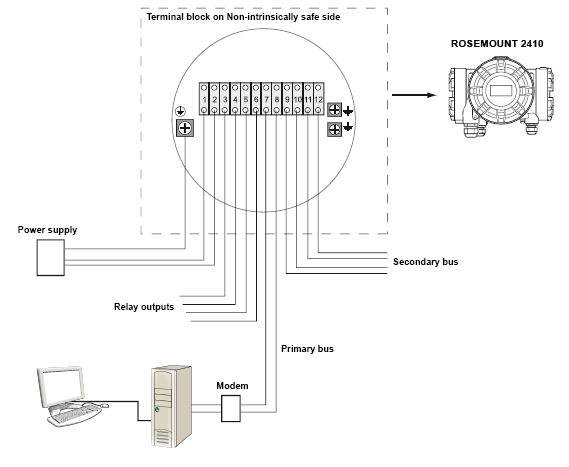 Terminal block on Non-intrinsically safe side
ROSEMOUNT 2410
1 2 3 4 5 6 7 8 9 10 11 12
Power supply
Secondary bus
Relay outputs
Primary bus
Modem